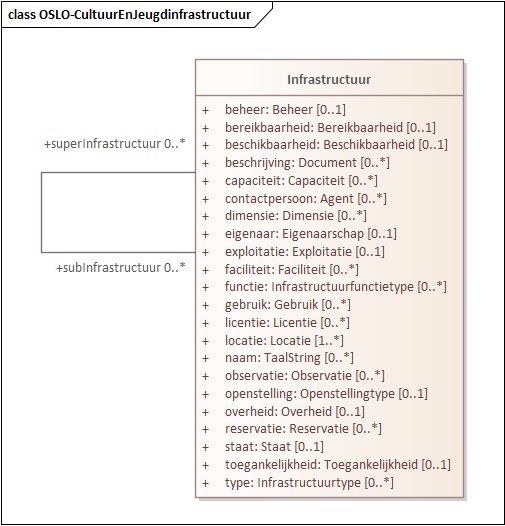 class OSLO-CultuurEnJeugdinfrastructuur
Infrastructuur
+ beheer: Beheer [0..1]
+ bereikbaarheid: Bereikbaarheid [0..1]
+ beschikbaarheid: Beschikbaarheid [0..1]
+ beschrijving: Document [0..*]
+ capaciteit: Capaciteit [0..*]
+ contactpersoon: Agent [0..*]
+ dimensie: Dimensie [0..*]
+ eigenaar: Eigenaarschap [0..1]
+ exploitatie: Exploitatie [0..1]
+ faciliteit: Faciliteit [0..*]
+ functie: Infrastructuurfunctietype [0..*]
+ gebruik: Gebruik [0..*]
+ licentie: Licentie [0..*]
+ locatie: Locatie [1..*]
+ naam: TaalString [0..*]
+ observatie: Observatie [0..*]
+ openstelling: Openstellingtype [0..1]
+ overheid: Overheid [0..1]
+ reservatie: Reservatie [0..*]
+ staat: Staat [0..1]
+ toegankelijkheid: Toegankelijkheid [0..1]
+ type: Infrastructuurtype [0..*]
+superInfrastructuur 0..*
+subInfrastructuur 0..*